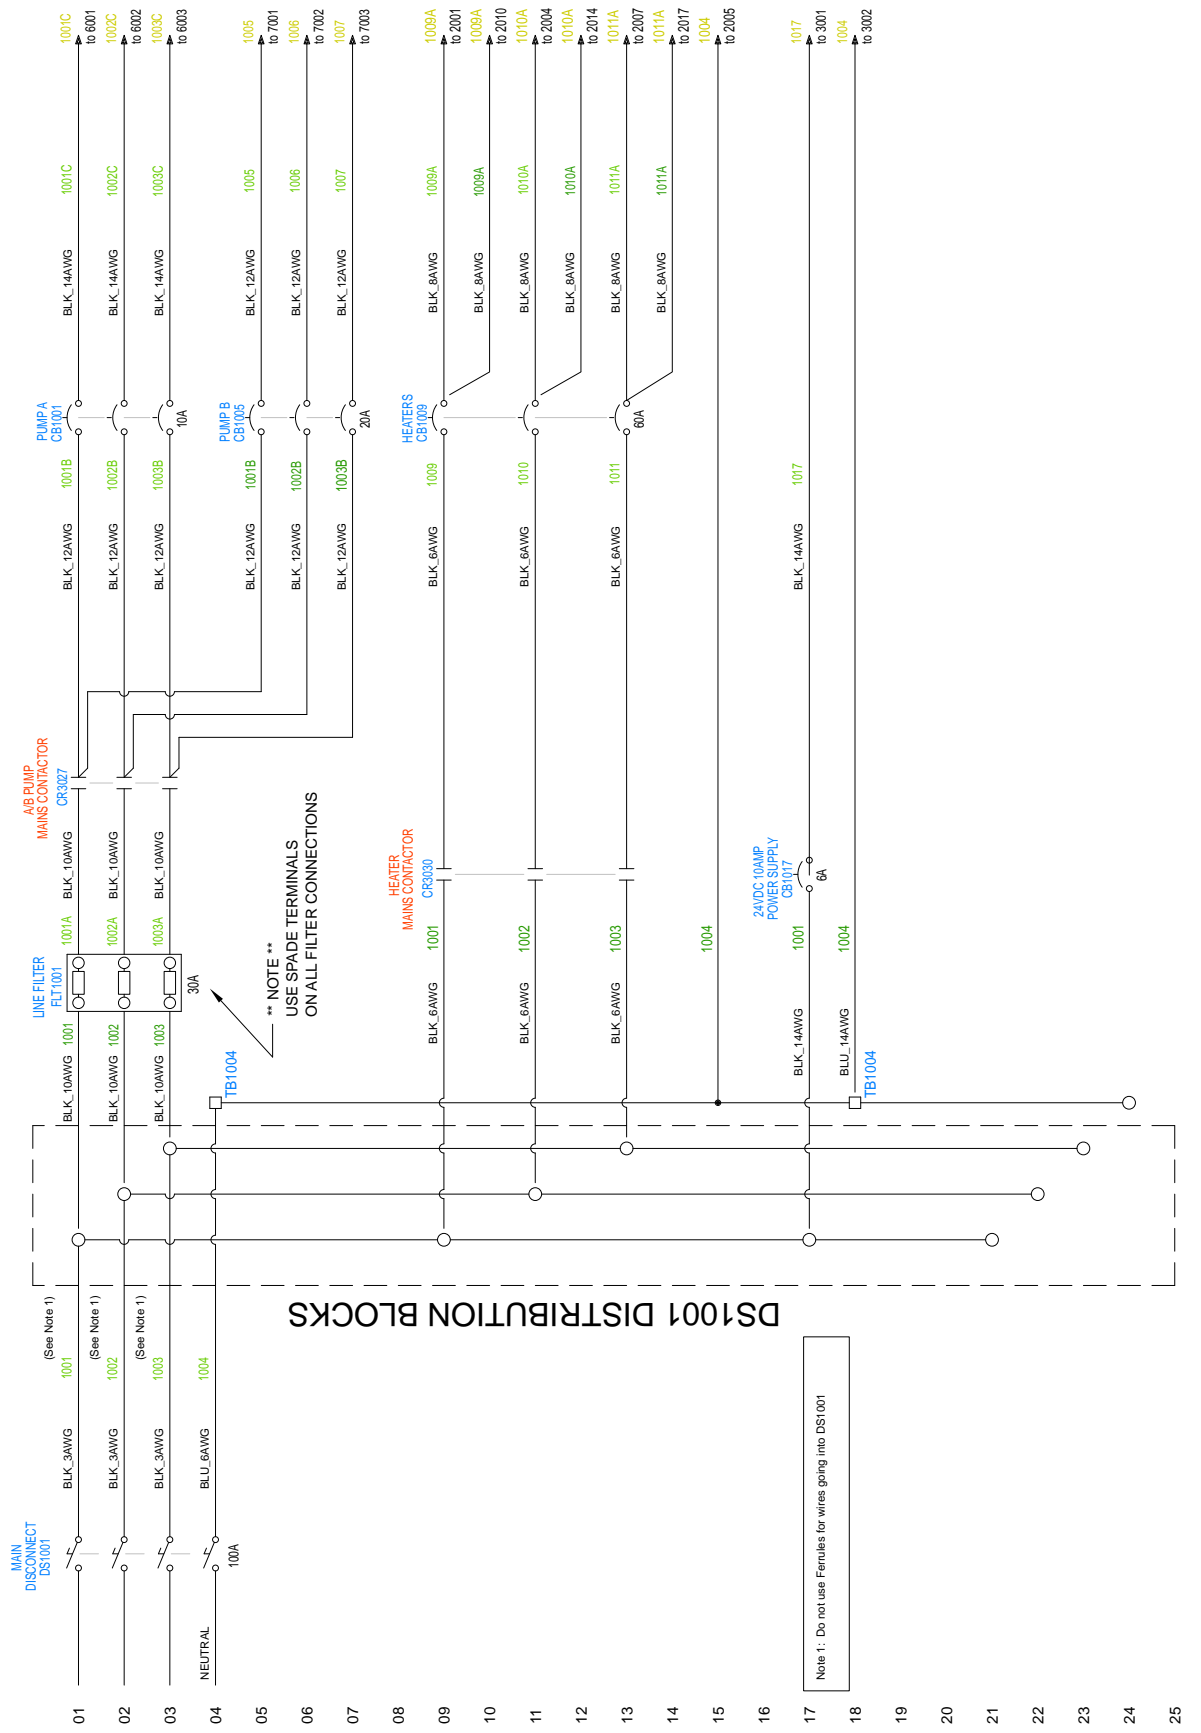 MAIN
DISCONNECT
DS1001
100A
NEUTRAL
BLK_3AWG
1001
(See Note 1)
BLK_3AWG
1002
(See Note 1)
BLK_3AWG
1003
(See Note 1)
BLU_6AWG
1004
DS1001 DISTRIBUTION BLOCKS
TB1004
TB1004
Note 1: Do not use Ferrules for wires going into DS1001
BLK_10AWG
1001
BLK_10AWG
1002
BLK_10AWG
1003
LINE FILTER
FLT1001
30A
** NOTE **
USE SPADE TERMINALS
ON ALL FILTER CONNECTIONS
1001A
BLK_10AWG
1002A
BLK_10AWG
1003A
BLK_10AWG
A/B PUMP
MAINS CONTACTOR
CR3027
BLK_12AWG
1001B
BLK_12AWG
1002B
BLK_12AWG
1003B
PUMP A
CB1001
10A
BLK_14AWG
1001C
1001C
to 6001
BLK_14AWG
1002C
1002C
to 6002
BLK_14AWG
1003C
1003C
to 6003
BLK_12AWG
1001B
BLK_12AWG
1002B
BLK_12AWG
1003B
PUMP B
CB1005
20A
BLK_12AWG
1005
1005
to 7001
BLK_12AWG
1006
1006
to 7002
BLK_12AWG
1007
1007
to 7003
BLK_6AWG
1001
BLK_6AWG
1002
BLK_6AWG
1003
HEATER
MAINS CONTACTOR
CR3030
BLK_6AWG
1009
BLK_6AWG
1010
BLK_6AWG
1011
HEATERS
CB1009
60A
BLK_8AWG
1009A
1009A
to 2001
BLK_8AWG
1009A
1009A
to 2010
BLK_8AWG
1010A
1010A
to 2004
BLK_8AWG
1010A
1010A
to 2014
BLK_8AWG
1011A
1011A
to 2007
BLK_8AWG
1011A
1011A
to 2017
1004
1004
to 2005
BLK_14AWG
1001
24VDC 10AMP
POWER SUPPLY
CB1017
6A
BLK_14AWG
1017
1017
to 3001
BLU_14AWG
1004
1004
to 3002
01
02
03
04
05
06
07
08
09
10
11
12
13
14
15
16
17
18
19
20
21
22
23
24
25